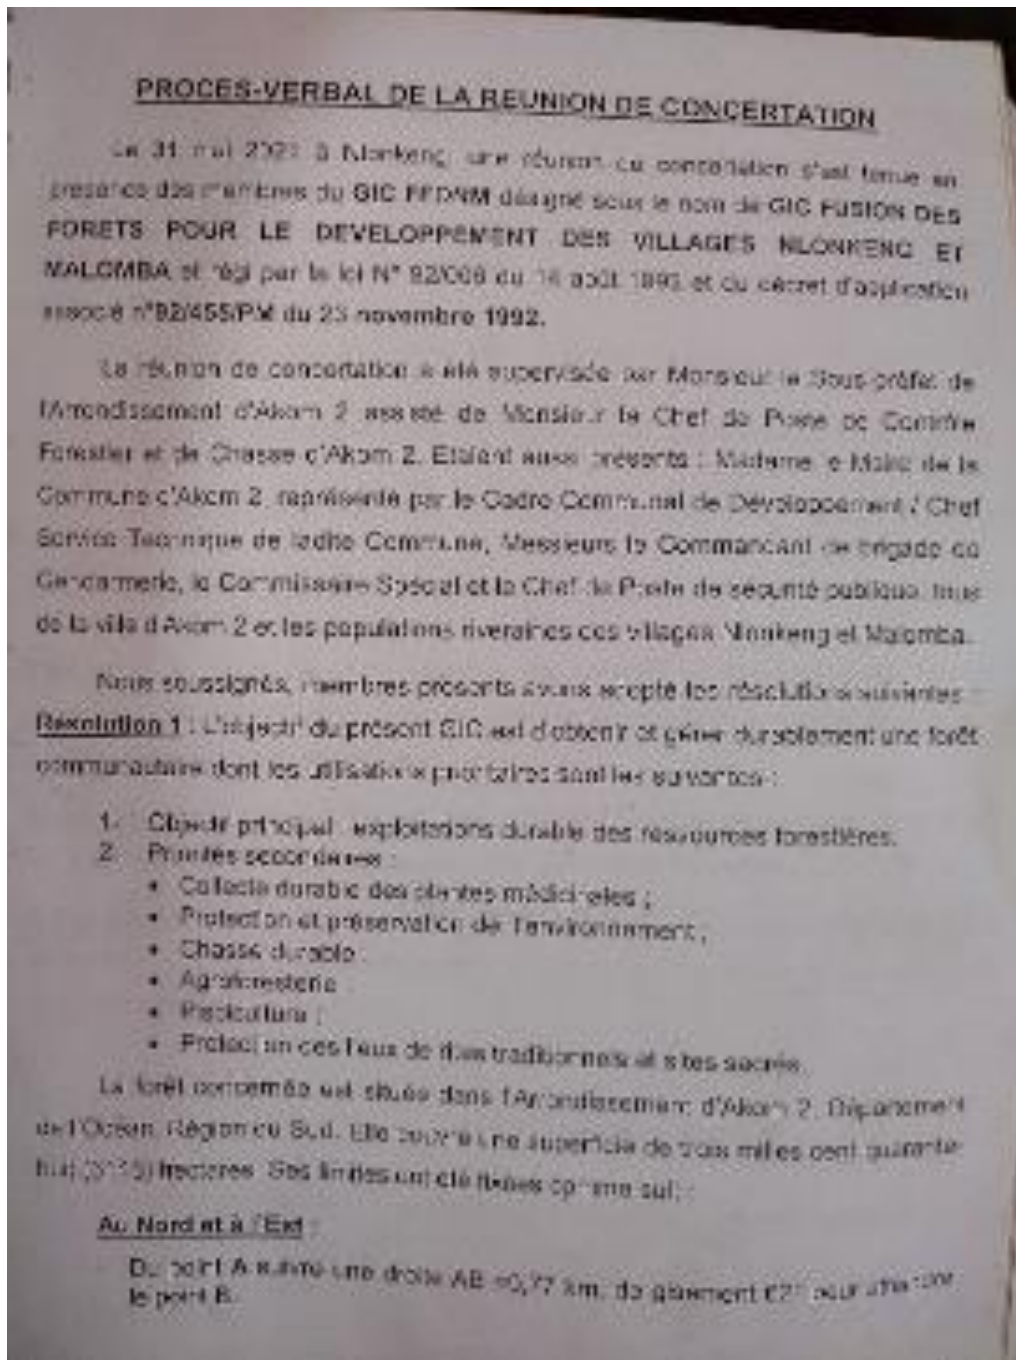 PROCES-VERBAL DE LA REUNION DE CONCERTATION
Le 31 mai à Nlonkeng, une réunion de concertation s'est tenue en
présence des membres du GIC FFDNM désigné sous le nom de GIC FUSION DES
FORETS POUR LE DEVELOPPEMENT DES VILLAGES NLONKENG ET
MALOMBA et régi par la loi N° 92/006 du 14 août 1992 et du décret d'application
associé n°92/455/PM du 23 novembre 1992.
La réunion de concertation a été supervisée par Monsieur le Sous-préfet de
l'Arrondissement d'Akom 2 assisté de Monsieur le Chef de Poste de Contrôle
Forestier et de Chasse d'Akom 2. Etaient aussi présents : Madame le Maire de la
Commune d'Akom 2, représenté par le Cadre Communal de Développement / Chef
Service Technique de ladite Commune, Messieurs le Commandant de brigade de
Gendarmerie, le Commissaire Spécial et le Chef de Poste de sécurité publique, tous
de la ville d'Akom 2 et les populations riveraines des villages Nlonkeng et Malomba.
Nous soussignés, membres présents avons adopté les résolutions suivantes :
Résolution 1 : L'objectif du présent GIC est d'obtenir et gérer durablement une forêt
communautaire dont les utilisations prioritaires sont les suivantes :
1- Objectif principal : exploitations durable des ressources forestières.
2 Priorités secondaires :
• Collecte durable des plantes médicinales ;
• Protection et préservation de l'environnement ;
• Chasse durable ;
• Agroforesterie ;
• Pisciculture ;
• Protection des lieux de rites traditionnels et sites sacrés.
La forêt concernée est située dans l'Arrondissement d'Akom 2, Département
de l'Océan, Région du Sud. Elle couvre une superficie de trois milles cent quarante
huit hectares. Ses limites ont été fixées comme suit :
Au Nord et à l'Est :
Du point A suivre une droite AB =0,77 km, de gisement pour atteindre
le point B.